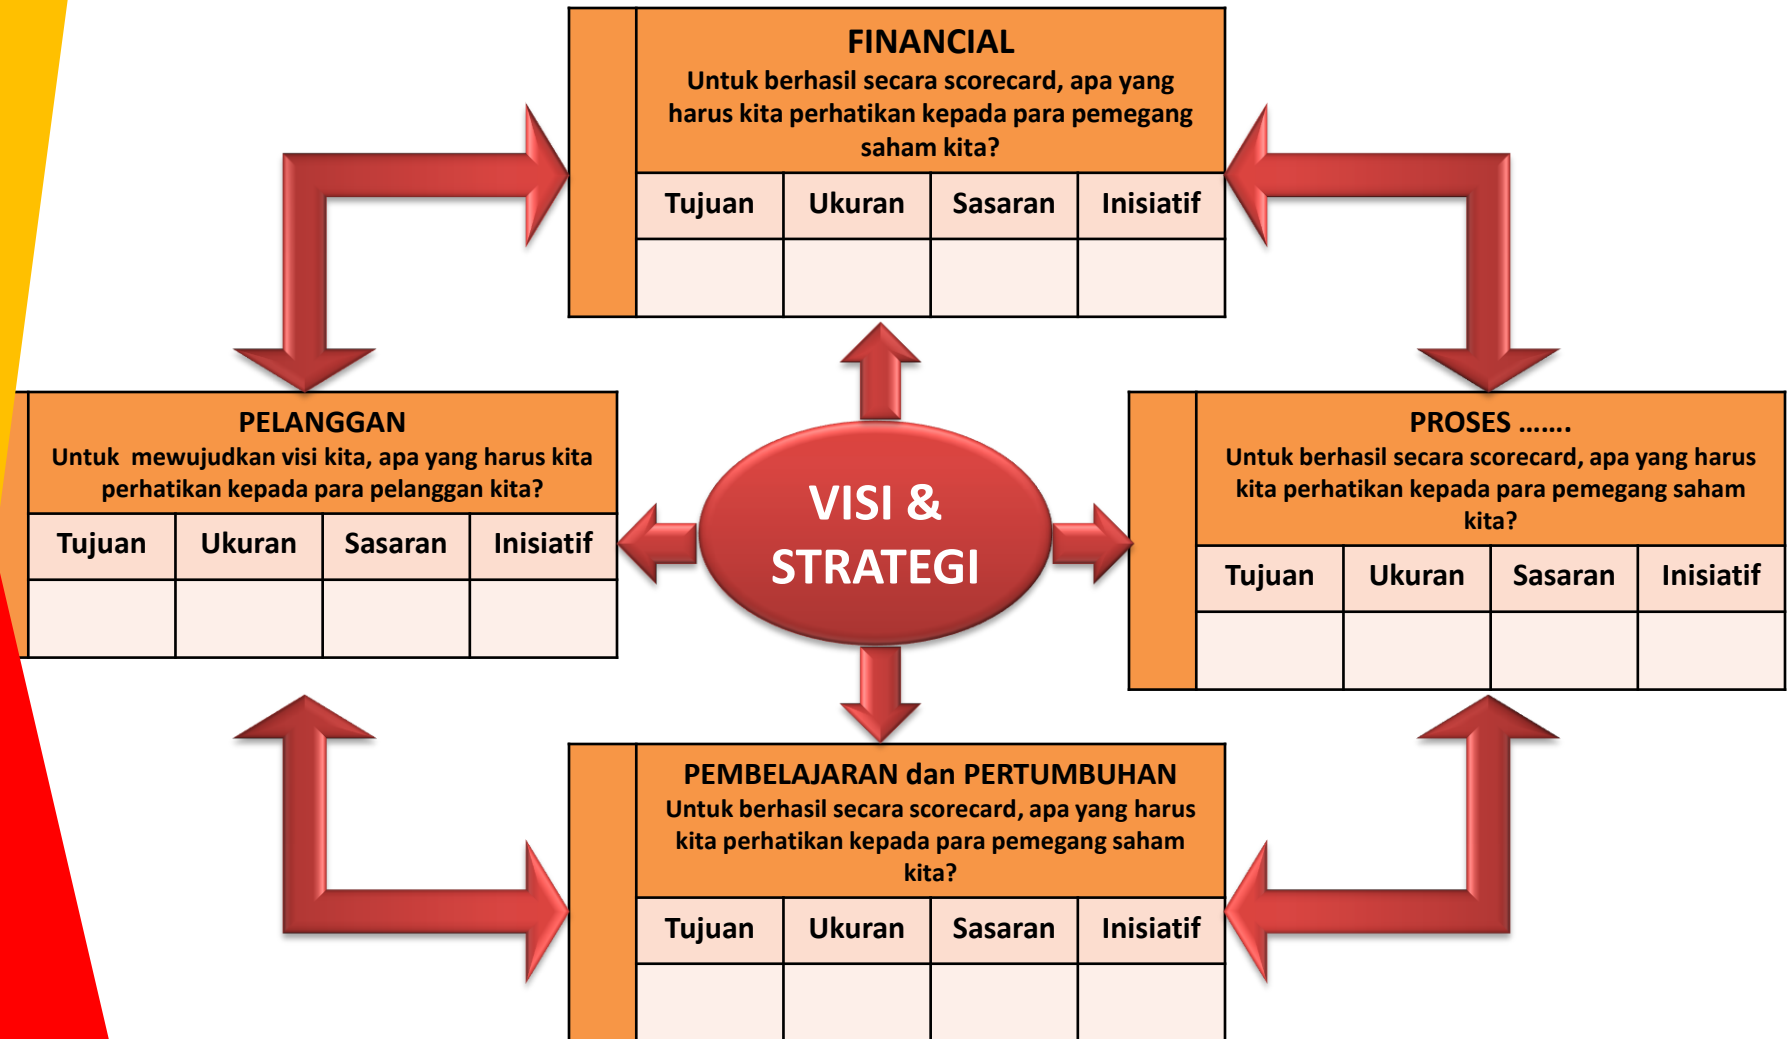 FINANCIAL
Untuk berhasil secara scorecard, apa yang
harus kita perhatikan kepada para pemegang
saham kita?
Tujuan Ukuran Sasaran Inisiatif
PELANGGAN
Untuk mewujudkan visi kita, apa yang harus kita
perhatikan kepada para pelanggan kita?
Tujuan Ukuran Sasaran Inisiatif
VISI &
STRATEGI
PROSES .......
Untuk berhasil secara scorecard, apa yang harus
kita perhatikan kepada para pemegang saham
kita?
Tujuan Ukuran Sasaran Inisiatif
PEMBELAJARAN dan PERTUMBUHAN
Untuk berhasil secara scorecard, apa yang harus
kita perhatikan kepada para pemegang saham
kita?
Tujuan Ukuran Sasaran Inisiatif